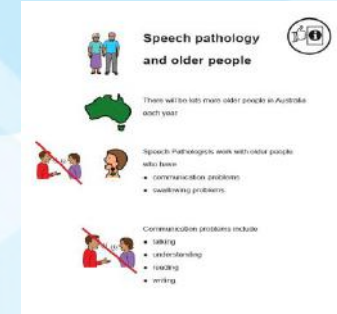 Speech pathology
and older people
There will be lots more older people in Australia
each year
Speech Pathologists work with older people
who have
• communication problems
• swallowing problems
Communication problems include
• talking
• understanding
• reading
• writing